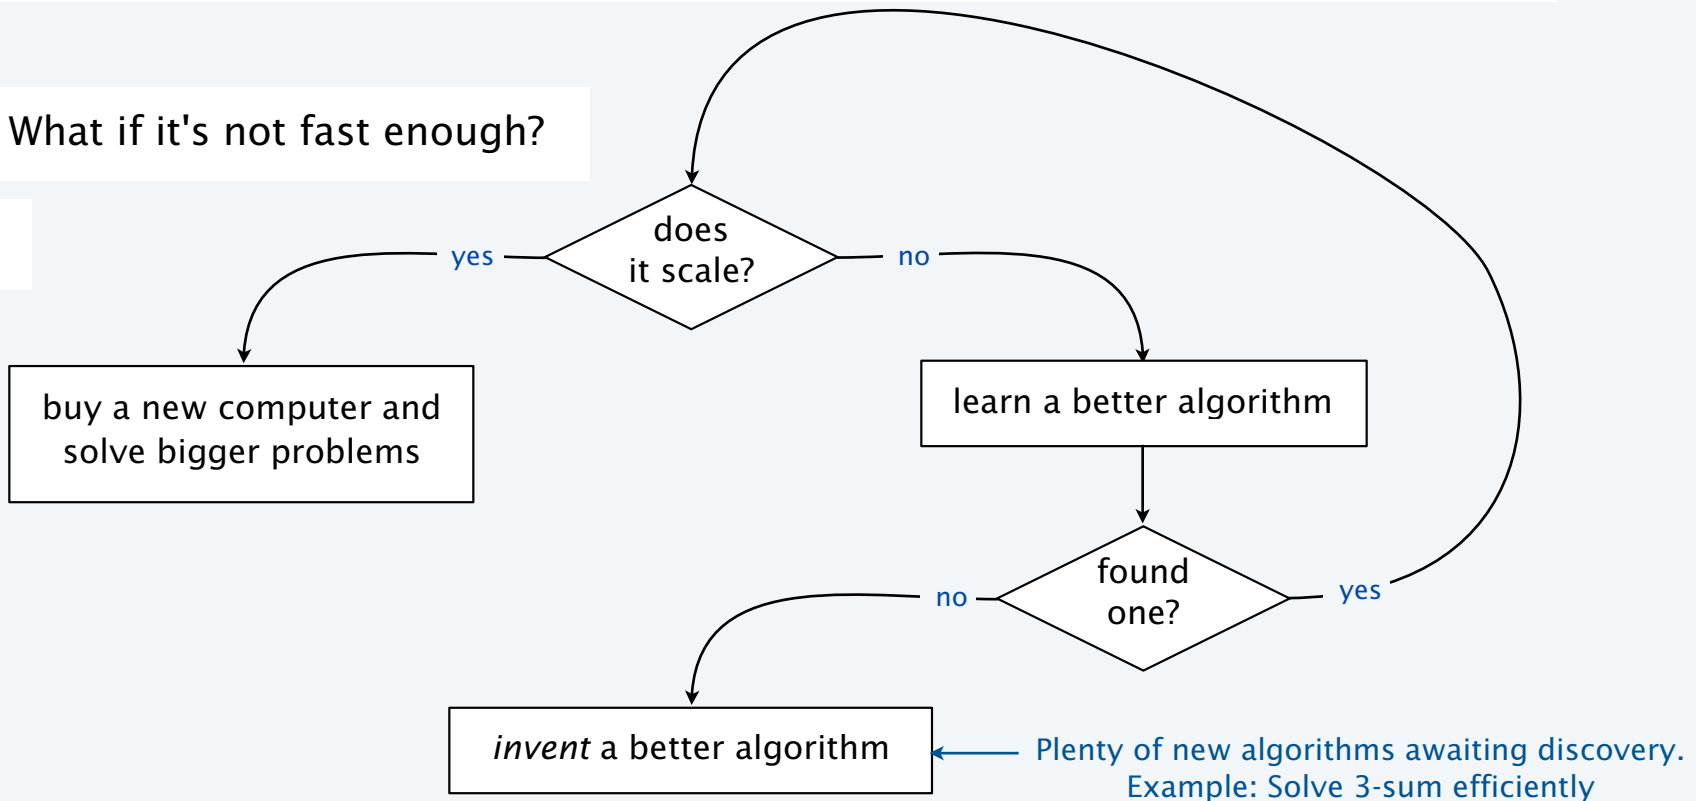 What if it's not fast enough?
does
it scale?
yes
no
buy a new computer and
solve bigger problems
learn a better algorithm
found
one?
no
yes
invent a better algorithm
Plenty of new algorithms awaiting discovery.
Example: Solve 3-sum efficiently